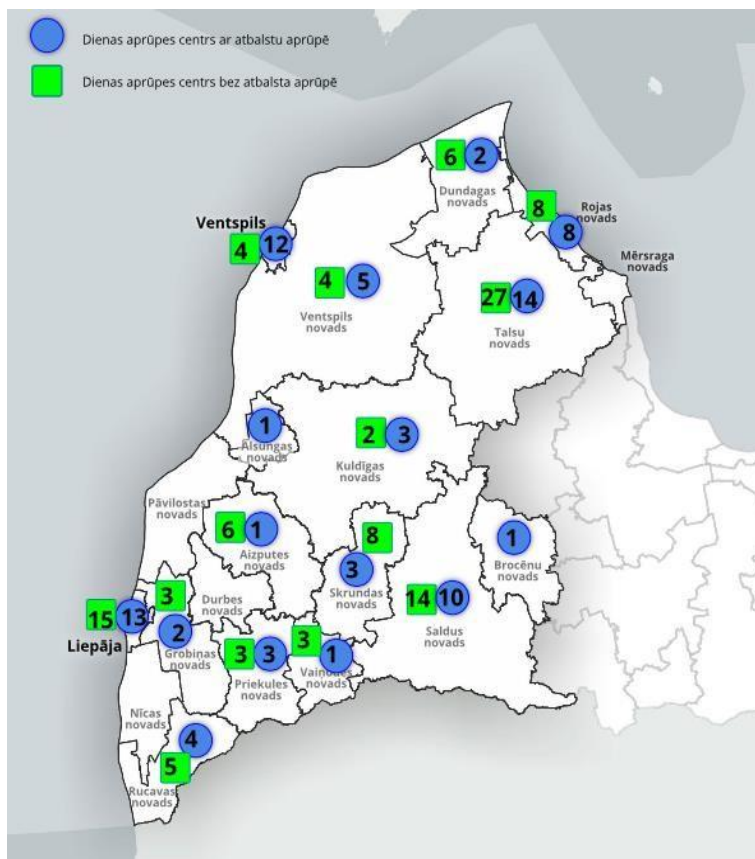 Dienas aprūpes centrs ar atbalstu aprūpē
Dienas aprūpes centrs bez atbalsta aprūpē
6
2
Dundagas
novads
8
Rojas
novads
8
Mērsraga
novads
Ventspils
4
12
4
5
Ventspils
novads
27
14
Talsu
novads
1
Alsungas
novads
2
3
Kuldīgas
novads
Pāvilostas
novads
6
1
Aizputes
novads
8
3
Skrundas
novads
1
Brocēnu
novads
14
10
Saldus
novads
3
Durbes
novads
15
13
Liepāja
2
Grobiņas
novads
3
3
Priekules
novads
3
1
Vaiņodes
novads
Nīcas
novads
4
5
Rucavas
novads